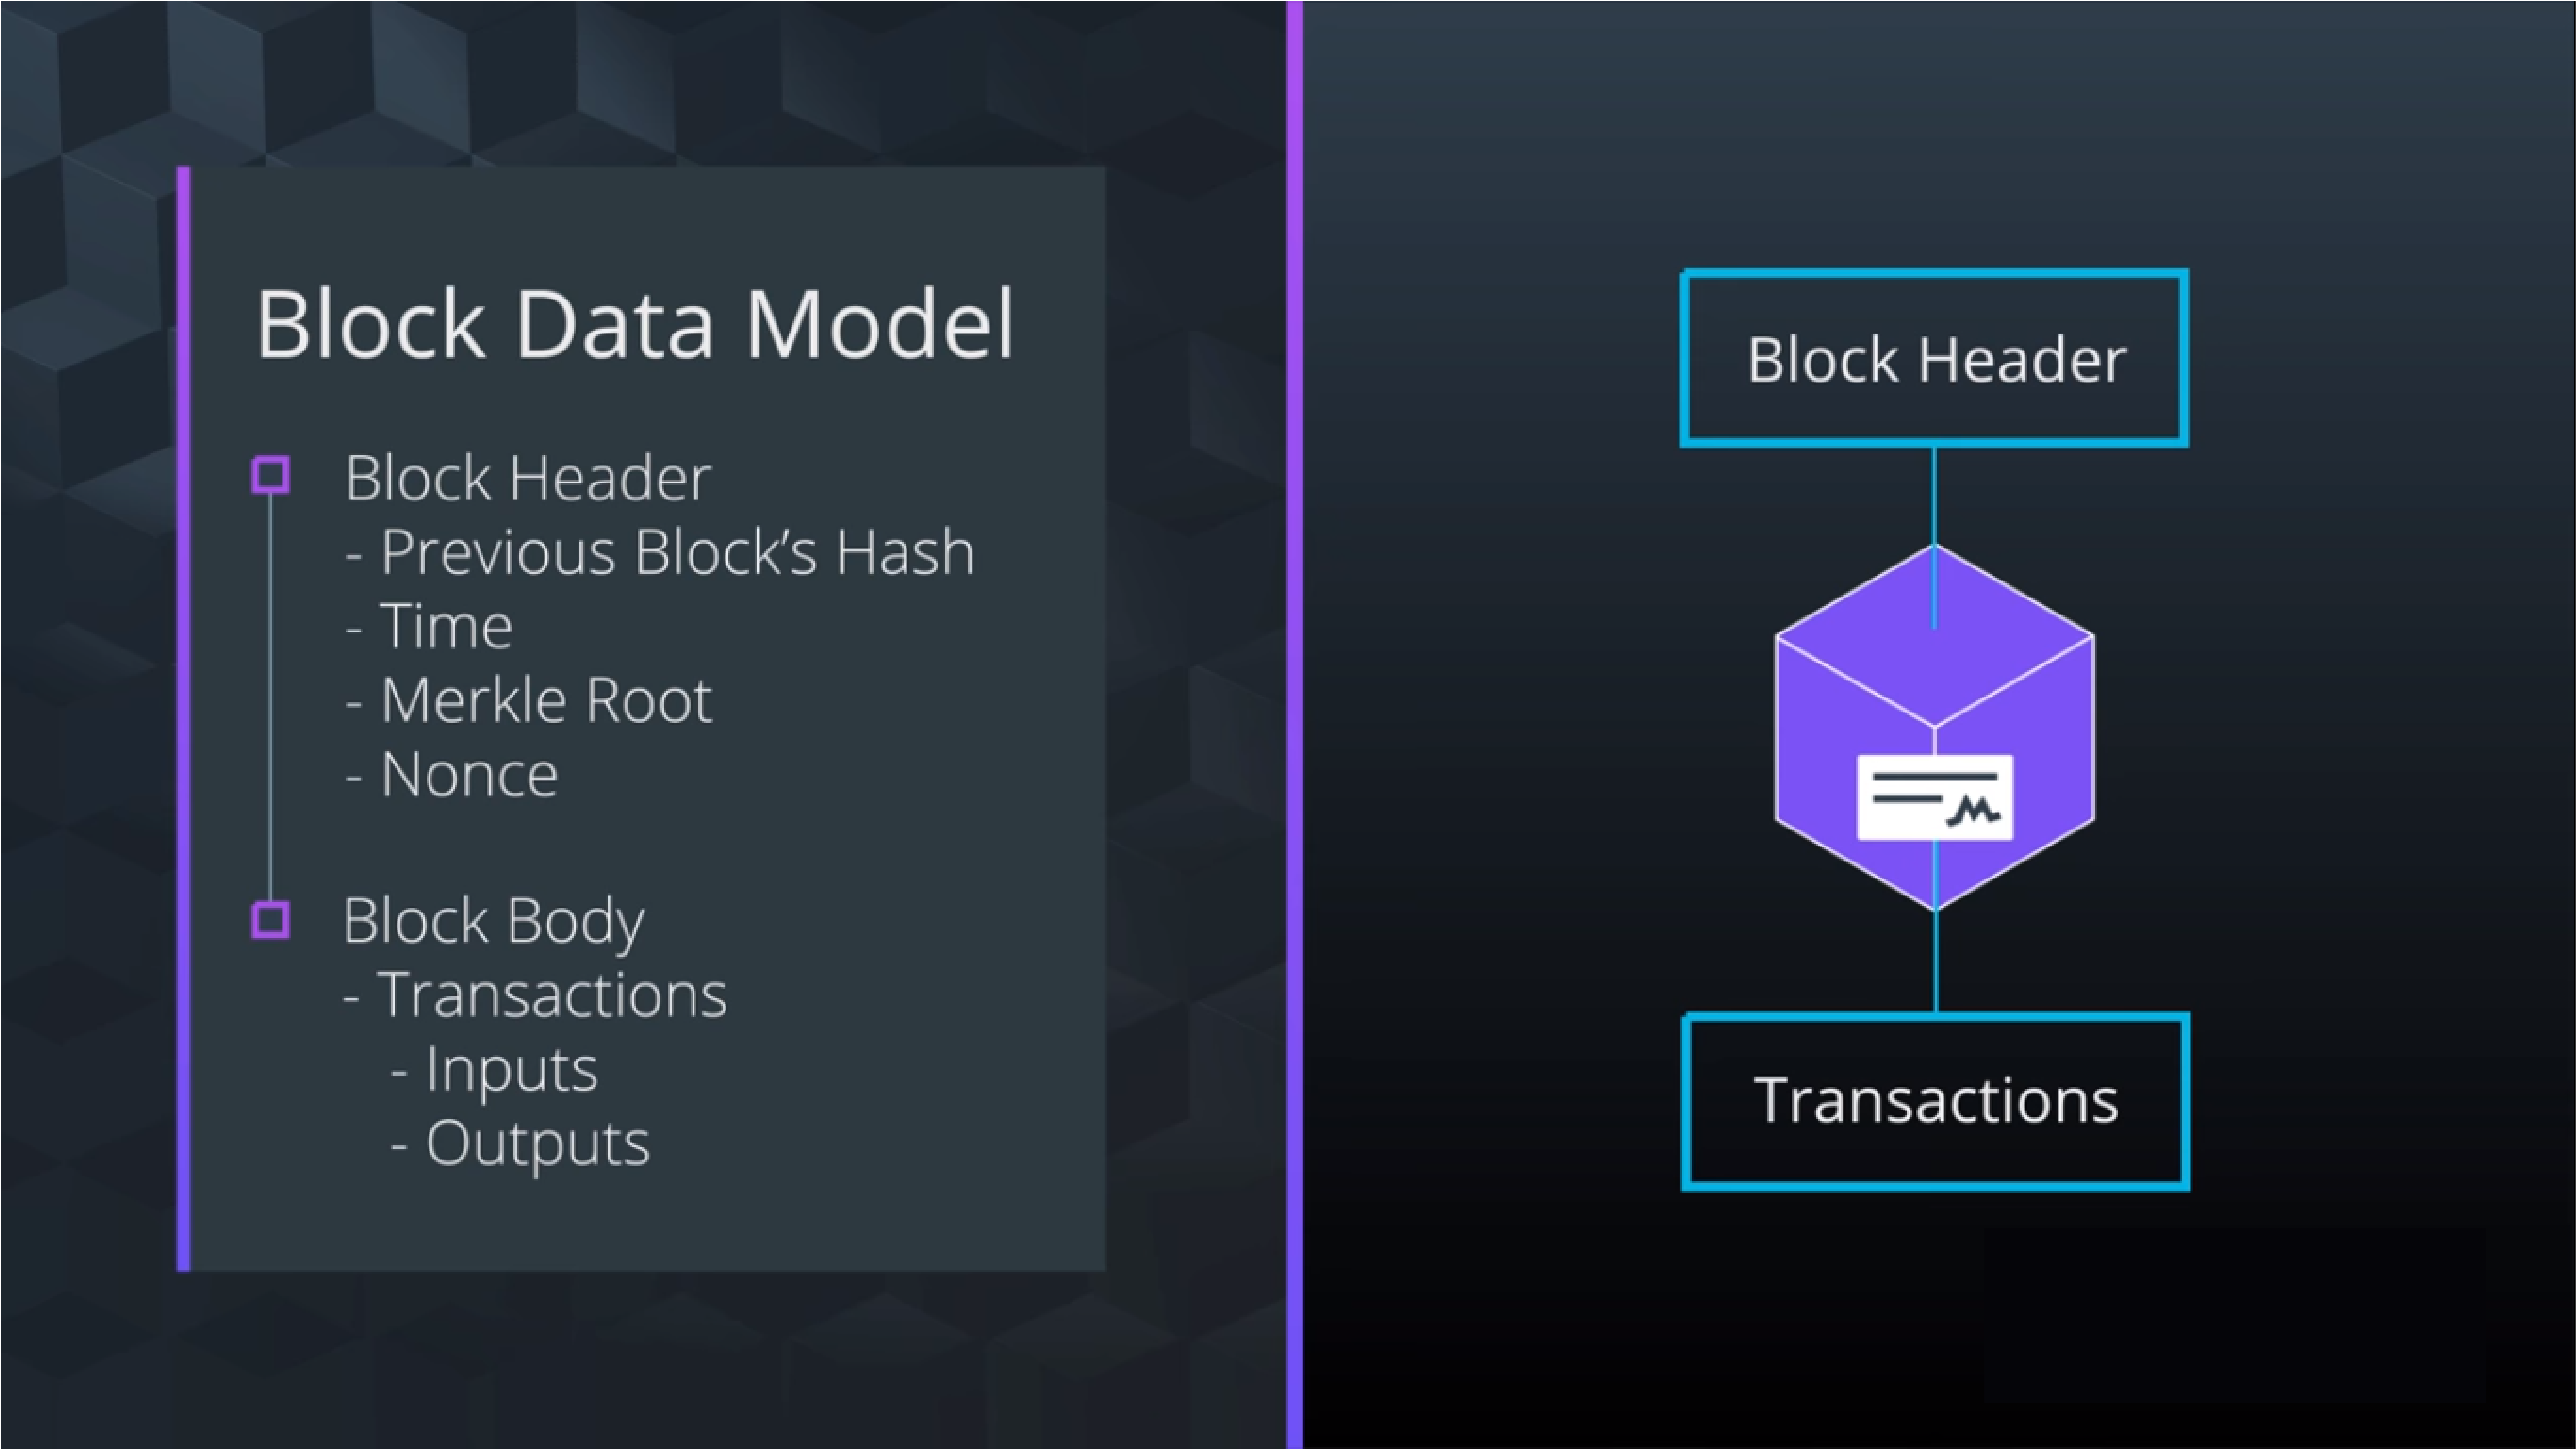 Block Data Model
Block Header
- Previous Block’s Hash
- Time
- Merkle Root
- Nonce
Block Body
- Transactions
- Inputs
- Outputs
Block Header
Transactions